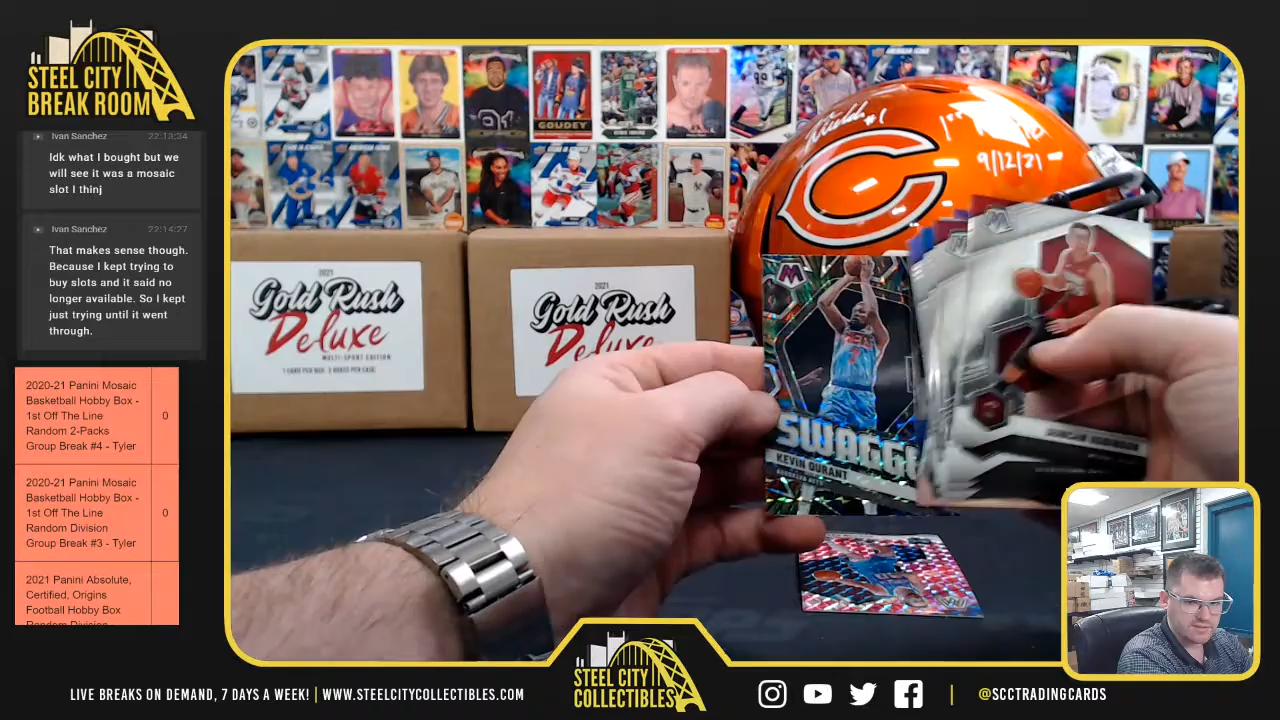 STEEL CITY
BREAK ROOM
Ivan Sanchez 22:13:34
Idk what I bought but we
will see it was a mosaic
slot I thinj
Ivan Sanchez 22:14:27
That makes sense though.
Because I kept trying to
buy slots and it said no
longer available. So I kept
just trying until it went
through.
2020-21 Panini Mosaic
Basketball Hobby Box -
1st Off The Line
Random 2-Packs
Group Break #4 - Tyler
0
2020-21 Panini Mosaic
Basketball Hobby Box -
1st Off The Line
Random Division
Group Break #3 - Tyler
0
2021 Panini Absolute,
Certified, Origins
Football Hobby Box
Random Division -
GOUDEY
#1
9/12/21
2021
Gold Rush
Deluxe
MULTI-SPORT EDITION
2021
Gold Rush
Deluxe
SWAGG
KEVIN DURANT
STEEL CITY
COLLECTIBLES
LIVE BREAKS ON DEMAND, 7 DAYS A WEEK! | WWW.STEELCITYCOLLECTIBLES.COM
| @SCCTRADINGCARDS